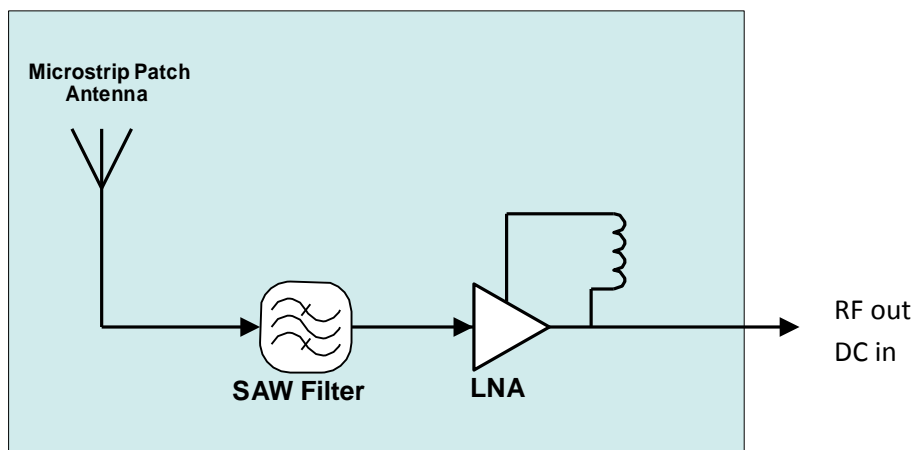 Microstrip Patch
Antenna
SAW Filter
LNA
RF out
DC in